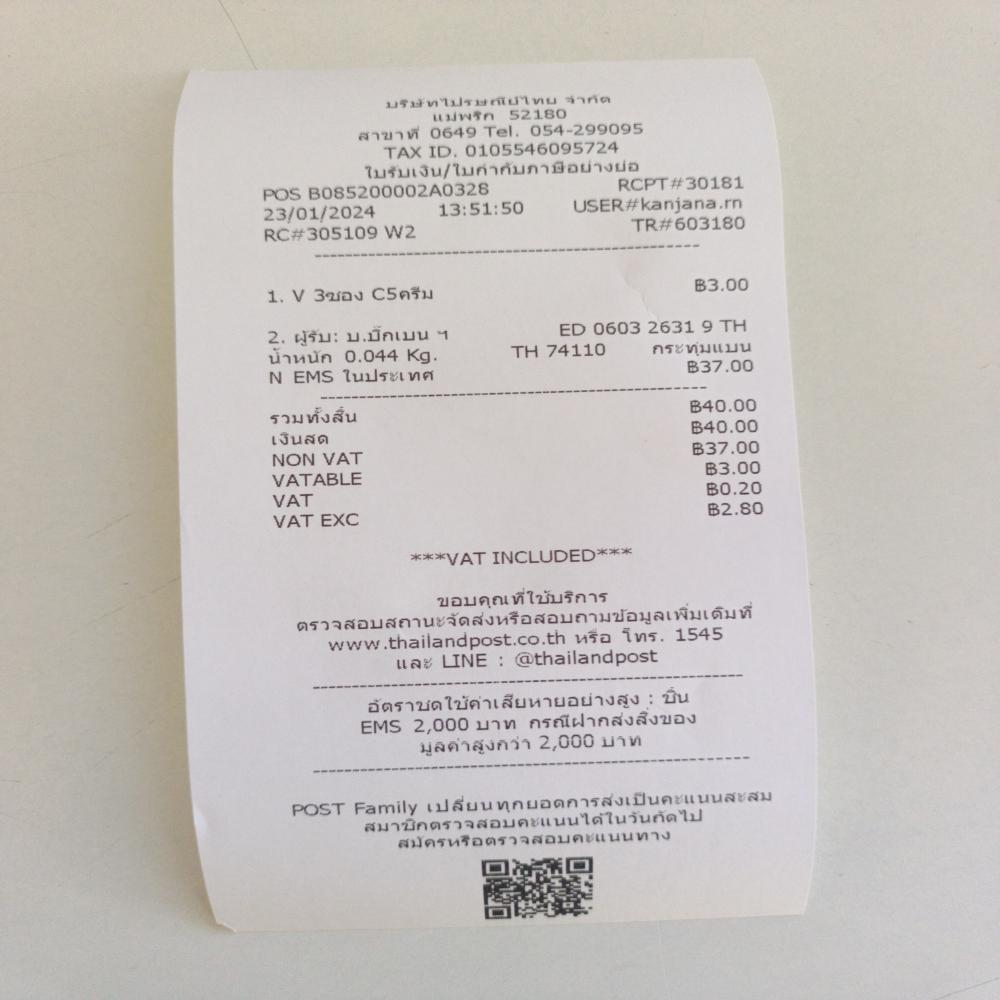 บริษัทไปรษณีย์ไทย จำกัด
แม่พริก 52180
สาขาที่ 0649 Tel. 054-299095
TAX ID. 0105546095724
ใบรับเงิน/ใบกำกับภาษีอย่างย่อ
POS B085200002A0328 RCPT#30181
23/01/2024 13:51:50 USER#kanjana.rn
RC#305109 W2 TR#603180
1. V 3ซอง C5ครีม ฿3.00
2. ผู้รับ: บ.บิ๊กเบน ฯ ED 0603 2631 9 TH
น้ำหนัก 0.044 Kg. TH 74110 กระทุ่มแบน
N EMS ในประเทศ ฿37.00
รวมทั้งสิ้น ฿40.00
เงินสด ฿40.00
NON VAT ฿37.00
VATABLE ฿3.00
VAT ฿0.20
VAT EXC ฿2.80
***VAT INCLUDED***
ขอบคุณที่ใช้บริการ
ตรวจสอบสถานะจัดส่งหรือสอบถามข้อมูลเพิ่มเติมที่
www.thailandpost.co.th หรือ โทร. 1545
และ LINE : @thailandpost
อัตราชดใช้ค่าเสียหายอย่างสูง : ชิ้น
EMS 2,000 บาท กรณีฝากส่งสิ่งของ
มูลค่าสูงกว่า 2,000 บาท
POST Family เปลี่ยนทุกยอดการส่งเป็นคะแนนสะสม
สมาชิกตรวจสอบคะแนนได้ในวันถัดไป
สมัครหรือตรวจสอบคะแนนทาง